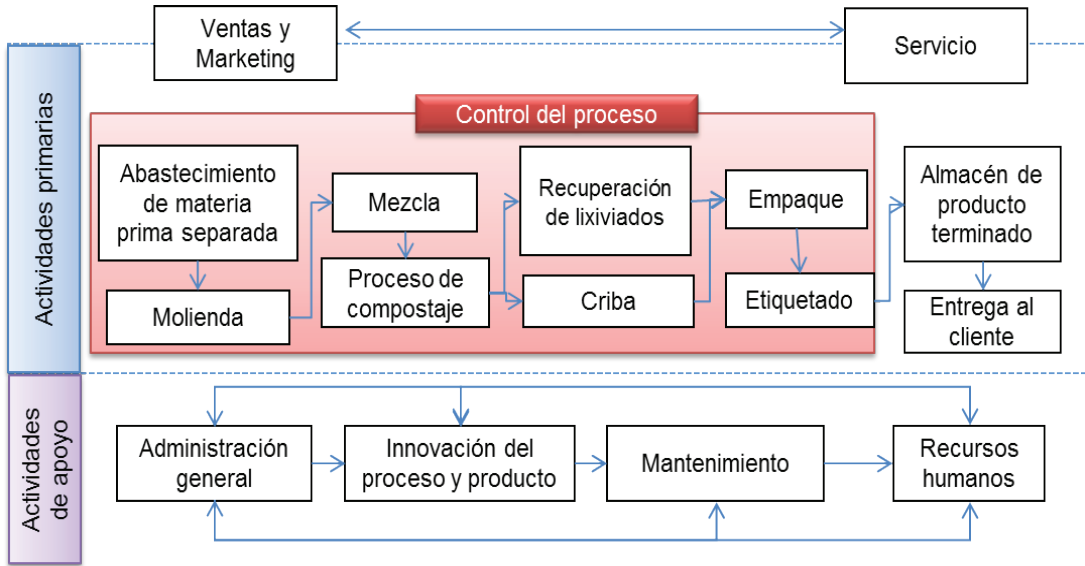 Ventas y
Marketing
Servicio
Actividades primarias
Control del proceso
Abastecimiento
de materia
prima separada
Molienda
Mezcla
Proceso de
compostaje
Recuperación
de lixiviados
Criba
Empaque
Etiquetado
Almacén de
producto
terminado
Entrega al
cliente
Actividades
de apoyo
Administración
general
Innovación del
proceso y producto
Mantenimiento
Recursos
humanos